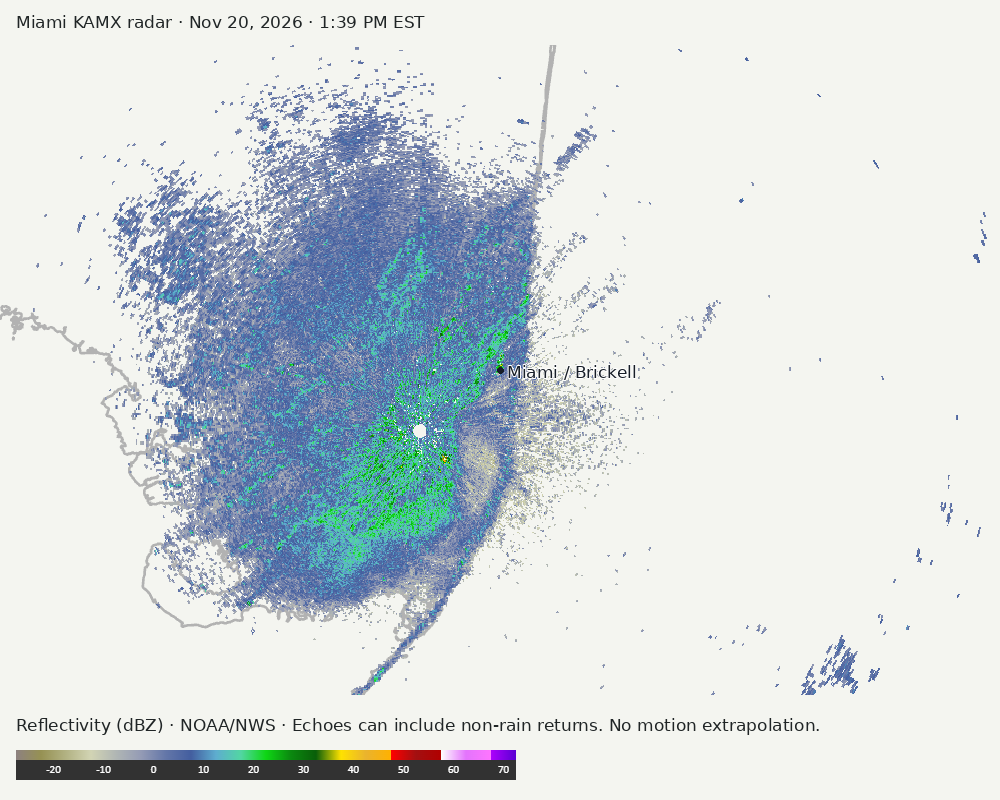 Miami KAMX radar · Nov 20, 2026 · 1:39 PM EST
Miami / Brickell
Reflectivity (dBZ) · NOAA/NWS · Echoes can include non-rain returns. No motion extrapolation.
-20 -10 0 10 20 30 40 50 60 70